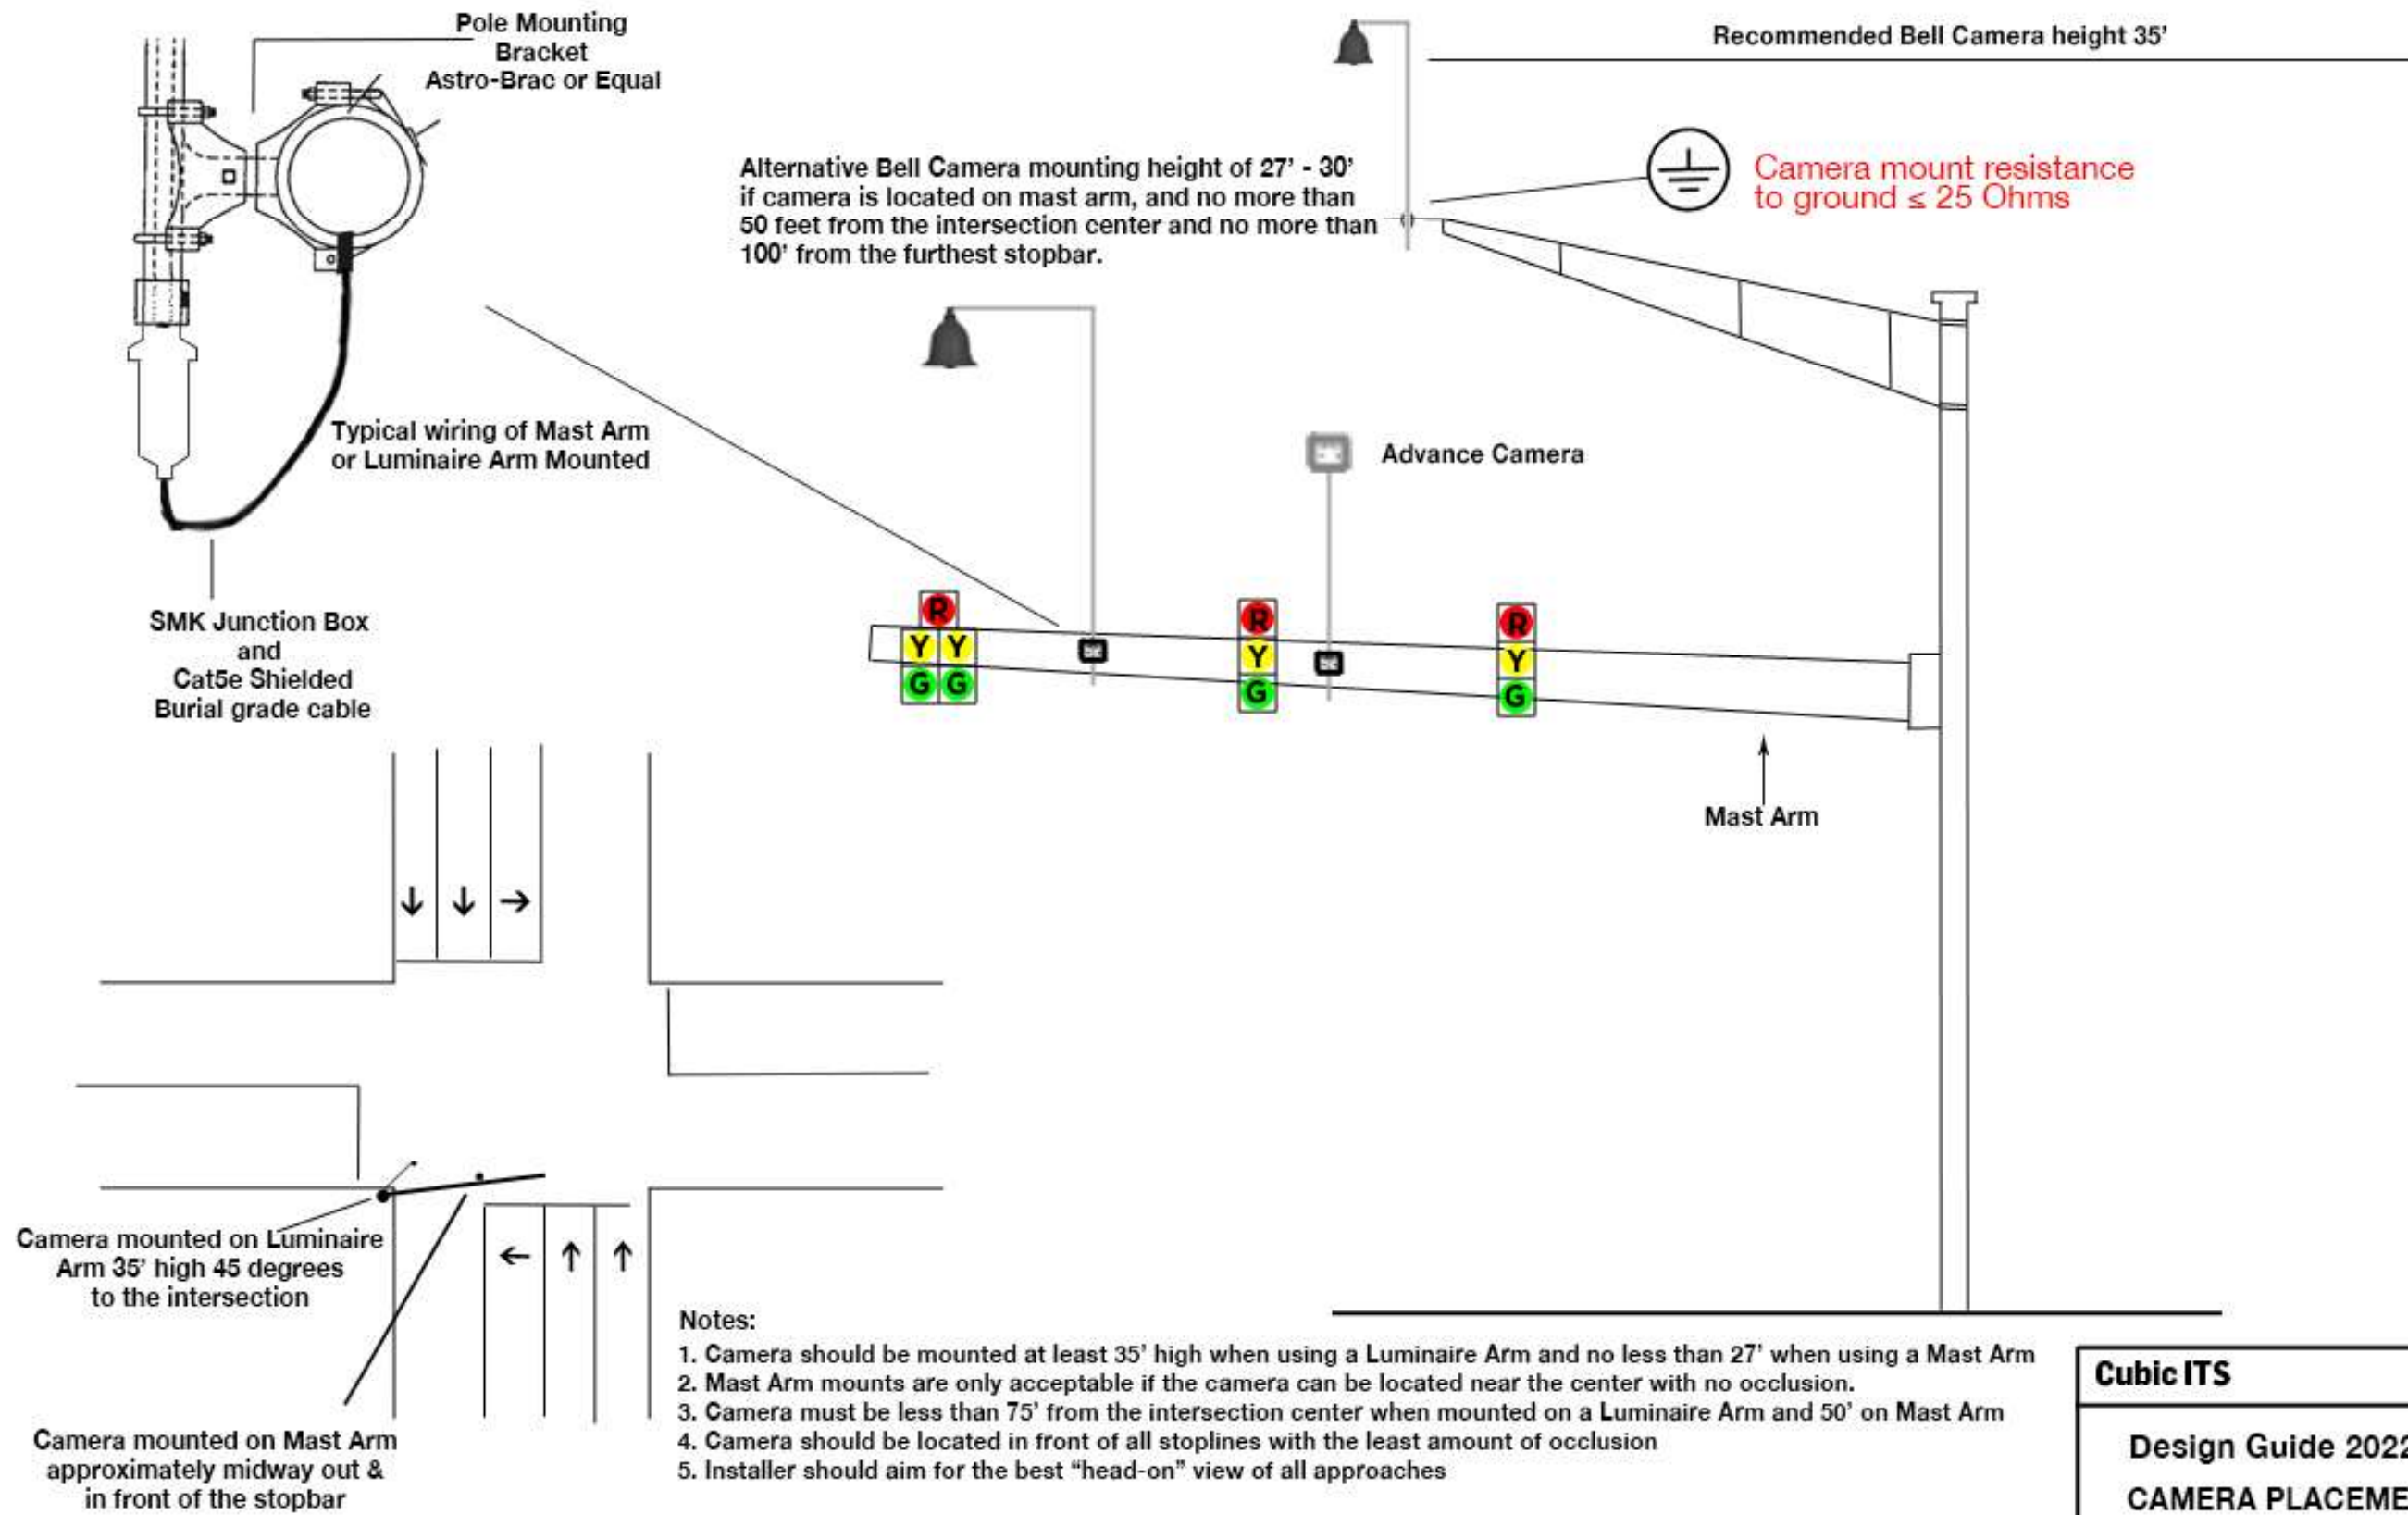 Pole Mounting
Bracket
Astro-Brac or Equal
Recommended Bell Camera height 35’
Alternative Bell Camera mounting height of 27’ - 30’
if camera is located on mast arm, and no more than
50 feet from the intersection center and no more than
100’ from the furthest stopbar.
Camera mount resistance
to ground ≤ 25 Ohms
Typical wiring of Mast Arm
or Luminaire Arm Mounted
Advance Camera
SMK Junction Box
and
Cat5e Shielded
Burial grade cable
R
Y Y
G G
R
Y
G
R
Y
G
Mast Arm
Camera mounted on Luminaire
Arm 35’ high 45 degrees
to the intersection
Camera mounted on Mast Arm
approximately midway out &
in front of the stopbar
Notes:
1. Camera should be mounted at least 35’ high when using a Luminaire Arm and no less than 27’ when using a Mast Arm
2. Mast Arm mounts are only acceptable if the camera can be located near the center with no occlusion.
3. Camera must be less than 75’ from the intersection center when mounted on a Luminaire Arm and 50’ on Mast Arm
4. Camera should be located in front of all stoplines with the least amount of occlusion
5. Installer should aim for the best “head-on” view of all approaches
Cubic ITS
Design Guide 2022
CAMERA PLACEME